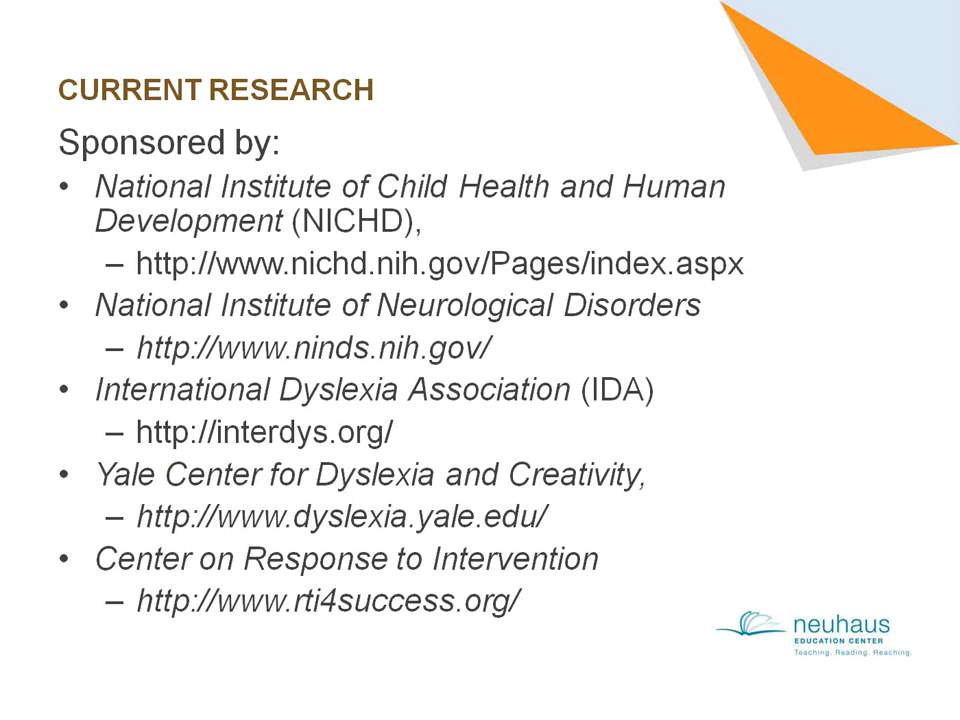 CURRENT RESEARCH
Sponsored by:
• National Institute of Child Health and Human
Development (NICHD),
– http://www.nichd.nih.gov/Pages/index.aspx
• National Institute of Neurological Disorders
– http://www.ninds.nih.gov/
• International Dyslexia Association (IDA)
– http://interdys.org/
• Yale Center for Dyslexia and Creativity,
– http://www.dyslexia.yale.edu/
• Center on Response to Intervention
– http://www.rti4success.org/
neuhaus
EDUCATION CENTER
Teaching. Reading. Reaching.